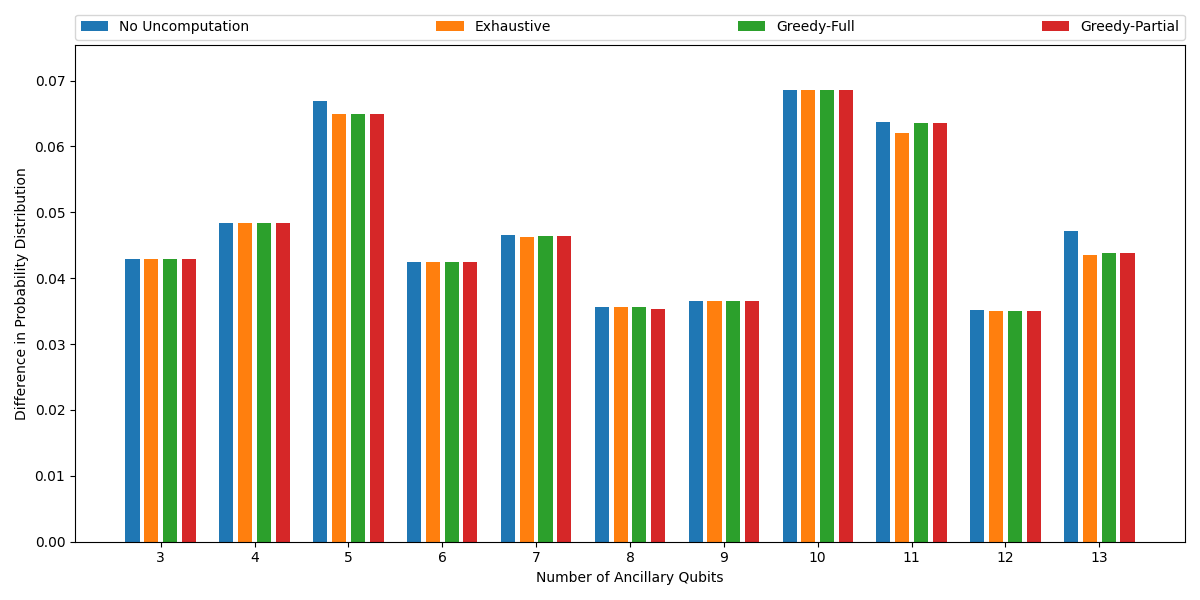 No Uncomputation Exhaustive Greedy-Full Greedy-Partial
Difference in Probability Distribution
0.07
0.06
0.05
0.04
0.03
0.02
0.01
0.00
3 4 5 6 7 8 9 10 11 12 13
Number of Ancillary Qubits